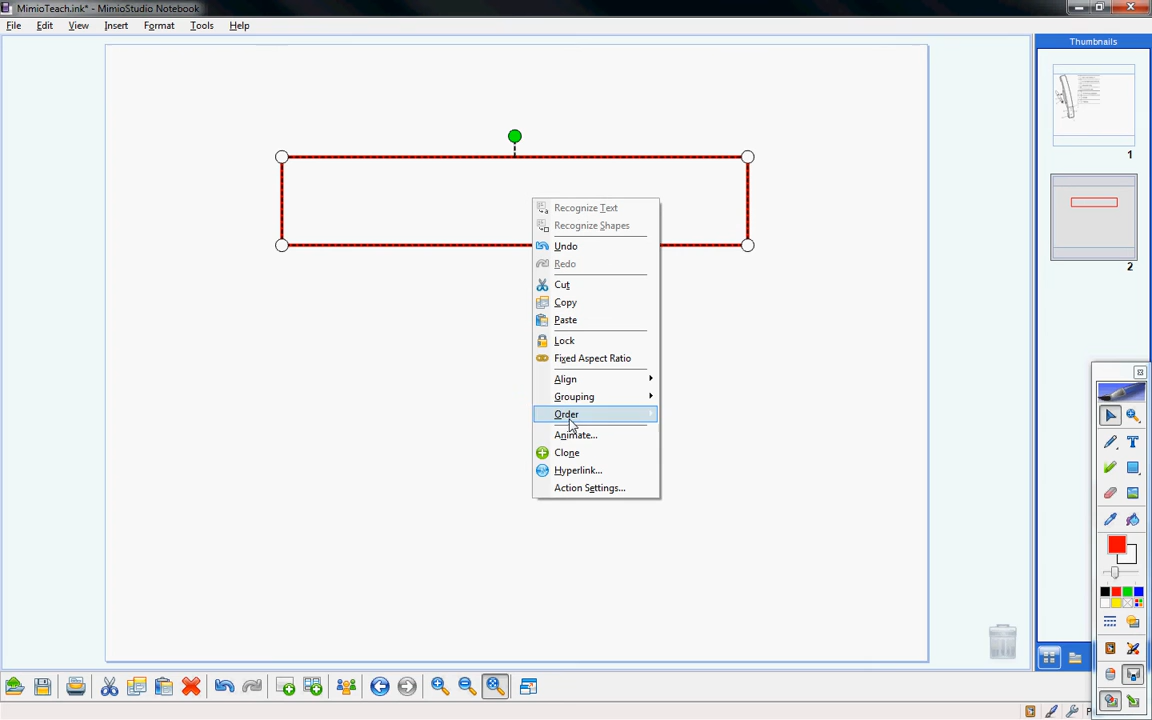 MimioTeach.ink* - MimioStudio Notebook
File Edit View Insert Format Tools Help
Thumbnails
1
2
Recognize Text
Recognize Shapes
Undo
Redo
Cut
Copy
Paste
Lock
Fixed Aspect Ratio
Align
Grouping
Order
Animate...
Clone
Hyperlink...
Action Settings...
T